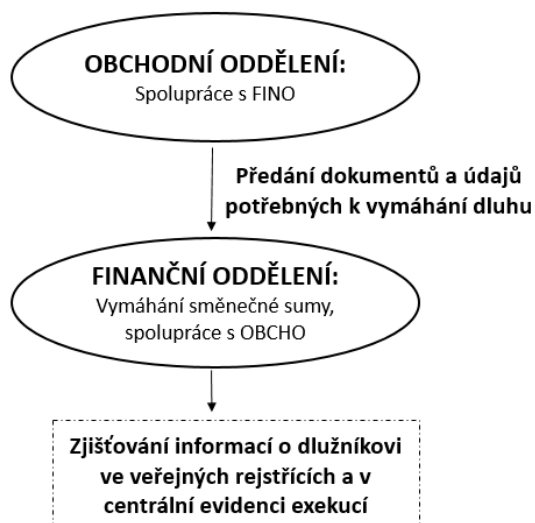 OBCHODNÍ ODDĚLENÍ:
Spolupráce s FINO
Předání dokumentů a údajů
potřebných k vymáhání dluhu
FINANČNÍ ODDĚLENÍ:
Vymáhání směnečné sumy,
spolupráce s OBCHO
Zjišťování informací o dlužníkovi
ve veřejných rejstřících a v
centrální evidenci exekucí